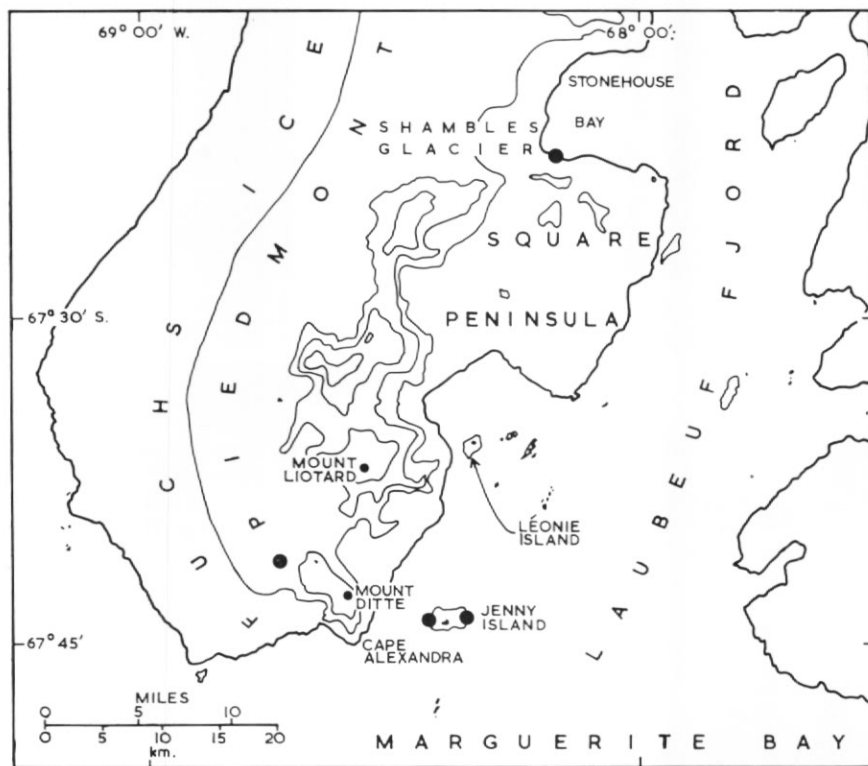 69° 00' W.
68° 00'.
STONEHOUSE
BAY
SHAMBLES
GLACIER
SQUARE
PENINSULA
67° 30' S.
FUCHS ICE PIEDMONT
LAUBEUF FJORD
MOUNT
LIOTARD
LÉONIE
ISLAND
MOUNT
DITTE
JENNY
ISLAND
CAPE
ALEXANDRA
67° 45'
MILES
0 5 10
0 5 10 15 20
km.
MARGUERITE BAY